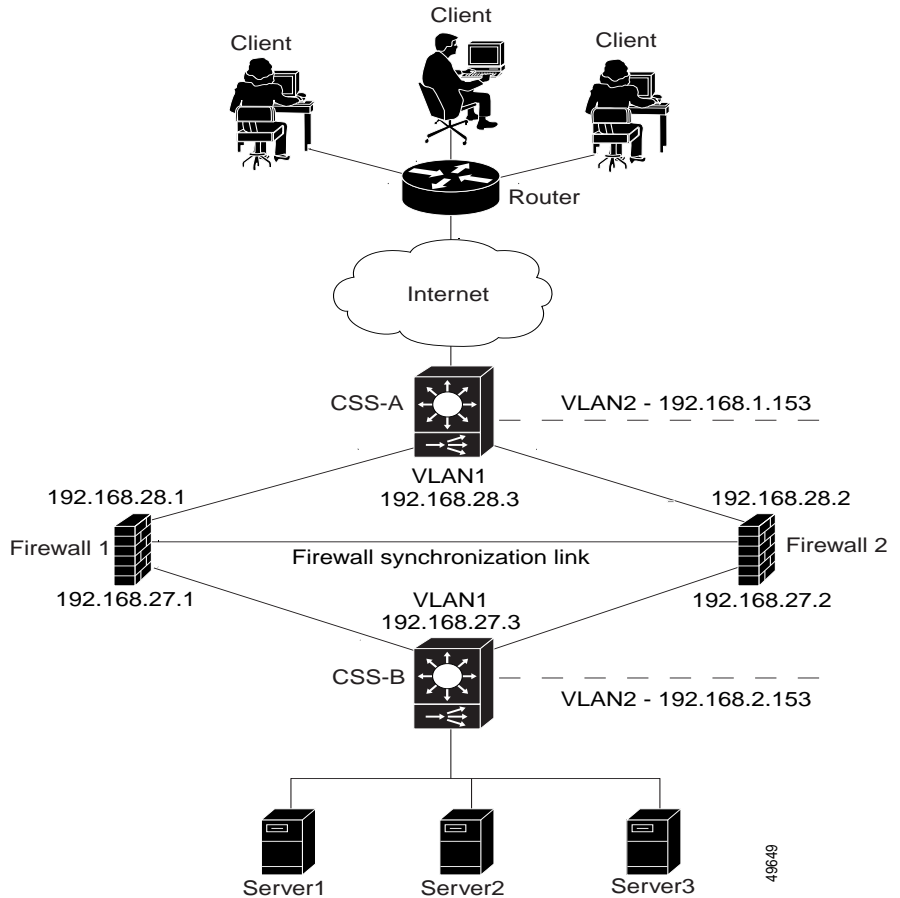 Client
Client
Client
Router
Internet
CSS-A
VLAN2 - 192.168.1.153
VLAN1
192.168.28.3
192.168.28.1
192.168.28.2
Firewall 1
Firewall synchronization link
Firewall 2
192.168.27.1
VLAN1
192.168.27.3
192.168.27.2
CSS-B
VLAN2 - 192.168.2.153
Server1
Server2
Server3
49649